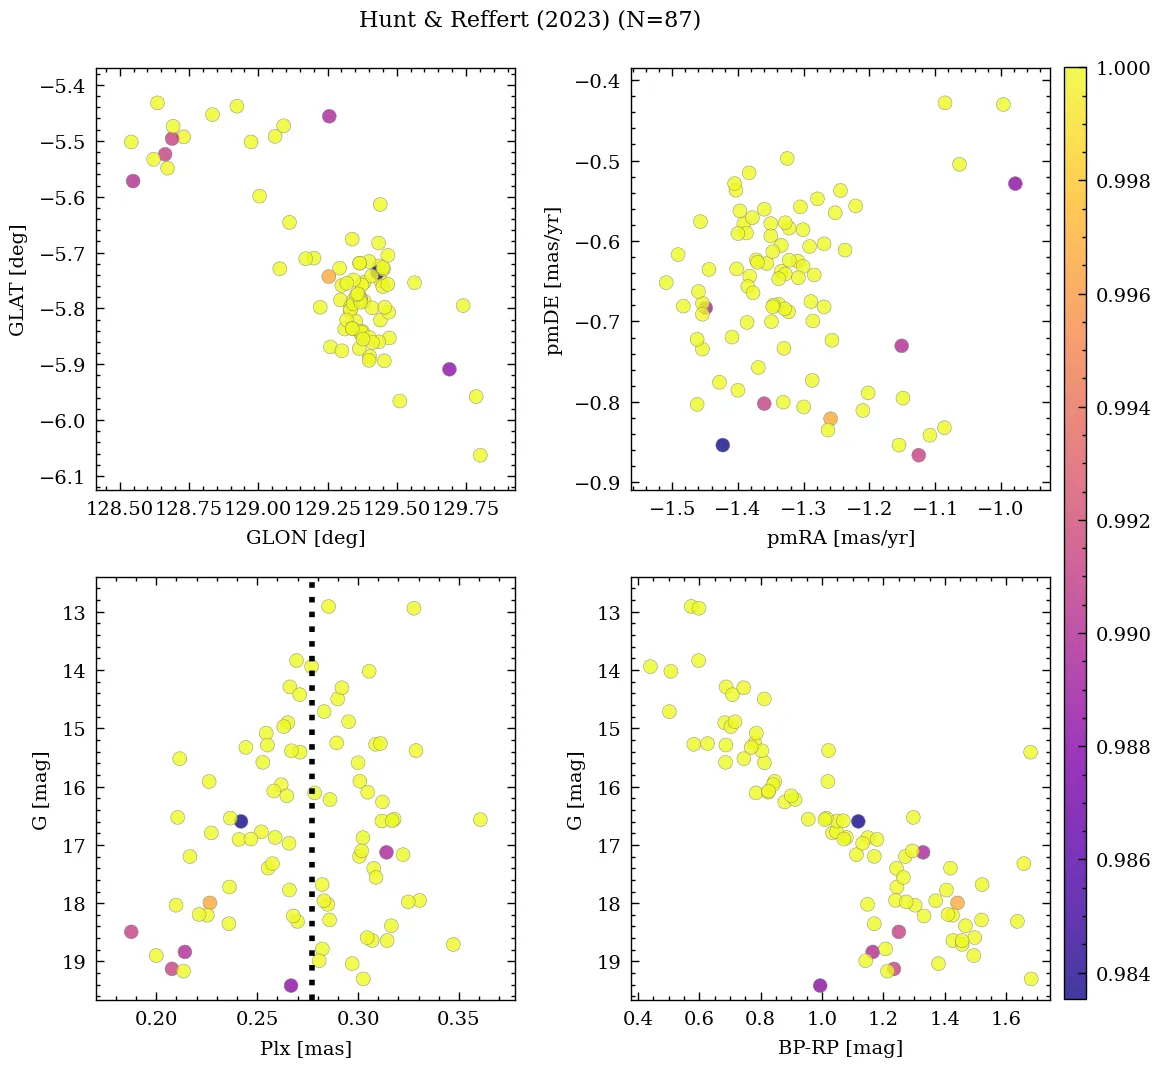 Hunt & Reffert (2023) (N=87)
−5.4
−5.5
−5.6
−5.7
−5.8
−5.9
−6.0
−6.1
GLAT [deg]
128.50 128.75 129.00 129.25 129.50 129.75
GLON [deg]
−0.4
−0.5
−0.6
−0.7
−0.8
−0.9
pmDE [mas/yr]
−1.5 −1.4 −1.3 −1.2 −1.1 −1.0
pmRA [mas/yr]
1.000
0.998
0.996
0.994
0.992
0.990
0.988
0.986
0.984
13
14
15
16
17
18
19
G [mag]
0.20 0.25 0.30 0.35
Plx [mas]
13
14
15
16
17
18
19
G [mag]
0.4 0.6 0.8 1.0 1.2 1.4 1.6
BP-RP [mag]